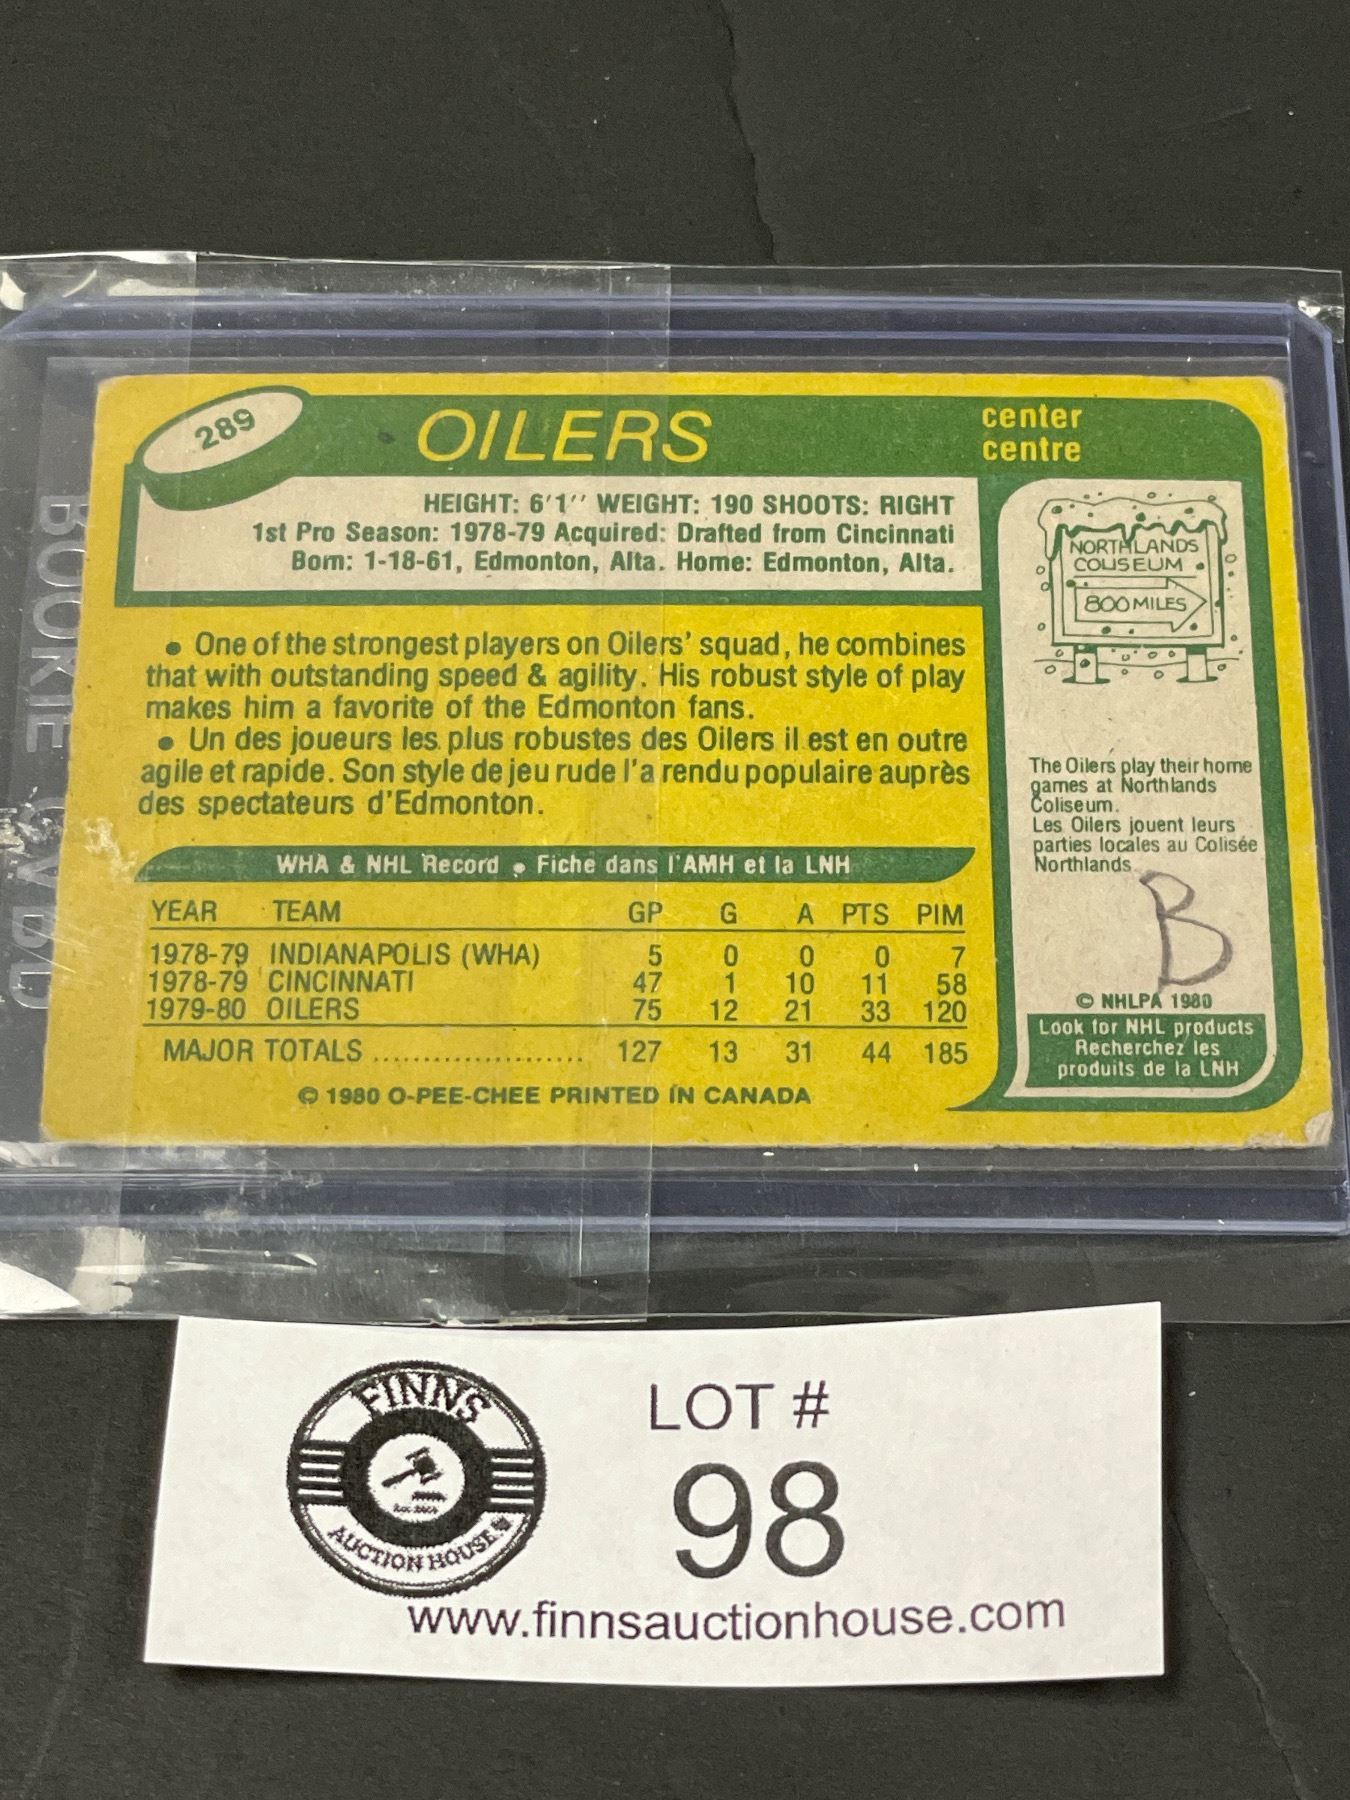 289
OILERS
center
centre
HEIGHT: 6'1'' WEIGHT: 190 SHOOTS: RIGHT
1st Pro Season: 1978-79 Acquired: Drafted from Cincinnati
Born: 1-18-61, Edmonton, Alta. Home: Edmonton, Alta.
• One of the strongest players on Oilers' squad, he combines
that with outstanding speed & agility. His robust style of play
makes him a favorite of the Edmonton fans.
• Un des joueurs les plus robustes des Oilers il est en outre
agile et rapide. Son style de jeu rude l'a rendu populaire auprès
des spectateurs d'Edmonton.
WHA & NHL Record • Fiche dans l'AMH et la LNH
YEAR TEAM GP G A PTS PIM
1978-79 INDIANAPOLIS (WHA) 5 0 0 0 7
1978-79 CINCINNATI 47 1 10 11 58
1979-80 OILERS 75 12 21 33 120
MAJOR TOTALS ..................... 127 13 31 44 185
© 1980 O-PEE-CHEE PRINTED IN CANADA
NORTHLANDS
COLISEUM
800 MILES
The Oilers play their home
games at Northlands
Coliseum.
Les Oilers jouent leurs
parties locales au Colisée
Northlands.
B
© NHLPA 1980
Look for NHL products
Recherchez les
produits de la LNH
FINNS
AUCTION HOUSE
LOT #
98
www.finnsauctionhouse.com